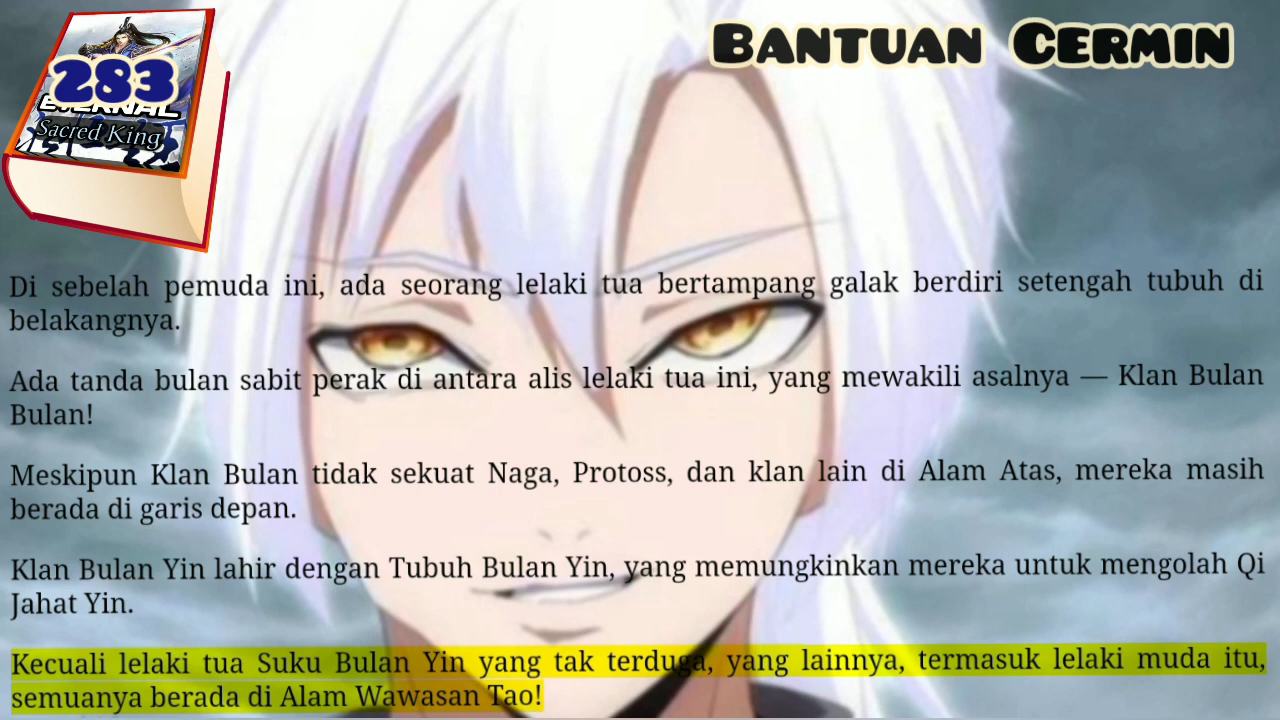 BANTUAN CERMIN
283
ETERNAL
Sacred King
Di sebelah pemuda ini, ada seorang lelaki tua bertampang galak berdiri setengah tubuh di
belakangnya.
Ada tanda bulan sabit perak di antara alis lelaki tua ini, yang mewakili asalnya — Klan Bulan
Bulan!
Meskipun Klan Bulan tidak sekuat Naga, Protoss, dan klan lain di Alam Atas, mereka masih
berada di garis depan.
Klan Bulan Yin lahir dengan Tubuh Bulan Yin, yang memungkinkan mereka untuk mengolah Qi
Jahat Yin.
Kecuali lelaki tua Suku Bulan Yin yang tak terduga, yang lainnya, termasuk lelaki muda itu,
semuanya berada di Alam Wawasan Tao!